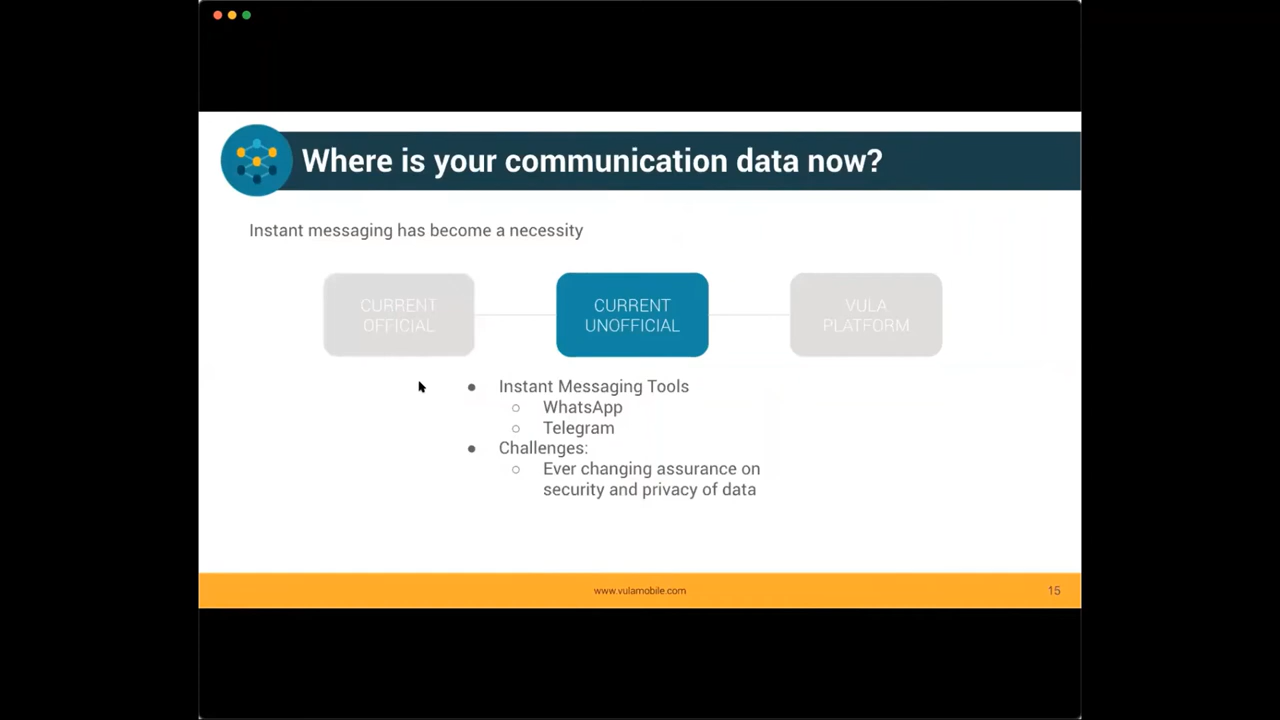 Where is your communication data now?
Instant messaging has become a necessity
CURRENT
OFFICIAL
CURRENT
UNOFFICIAL
VULA
PLATFORM
● Instant Messaging Tools
○ WhatsApp
○ Telegram
● Challenges:
○ Ever changing assurance on
security and privacy of data
www.vulamobile.com
15